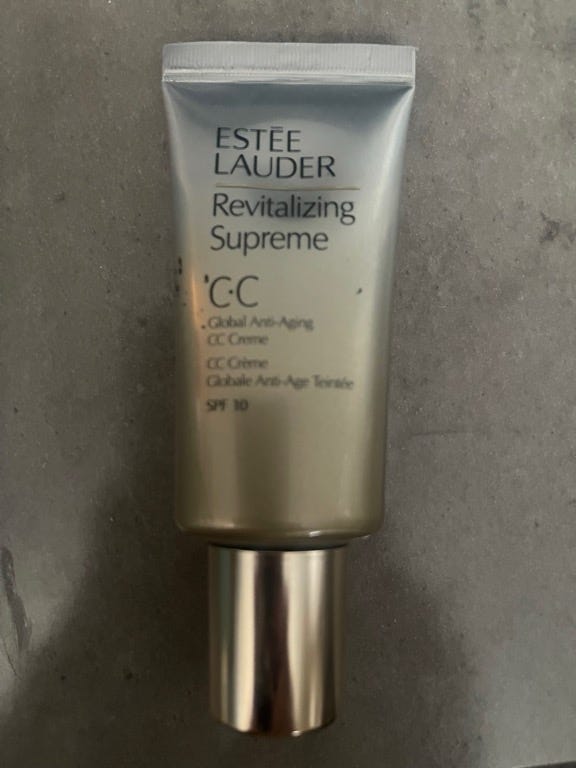 ESTĒE
LAUDER
Revitalizing
Supreme
C·C
Global Anti-Aging
CC Creme
CC Crème
Globale Anti-Age Teintée
SPF 10